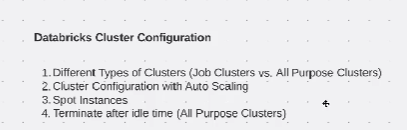 Databricks Cluster Configuration
1. Different Types of Clusters (Job Clusters vs. All Purpose Clusters)
2. Cluster Configuration with Auto Scaling
3. Spot Instances
4. Terminate after idle time (All Purpose Clusters)